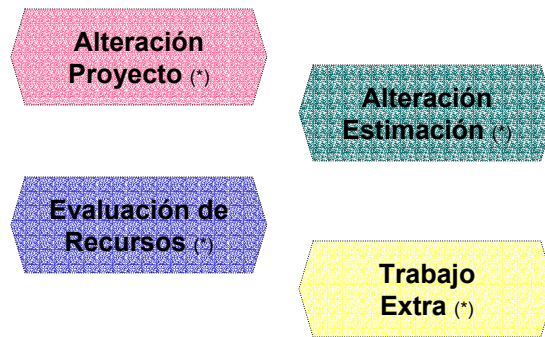 Alteración
Proyecto (*)
Alteración
Estimación (*)
Evaluación de
Recursos (*)
Trabajo
Extra (*)